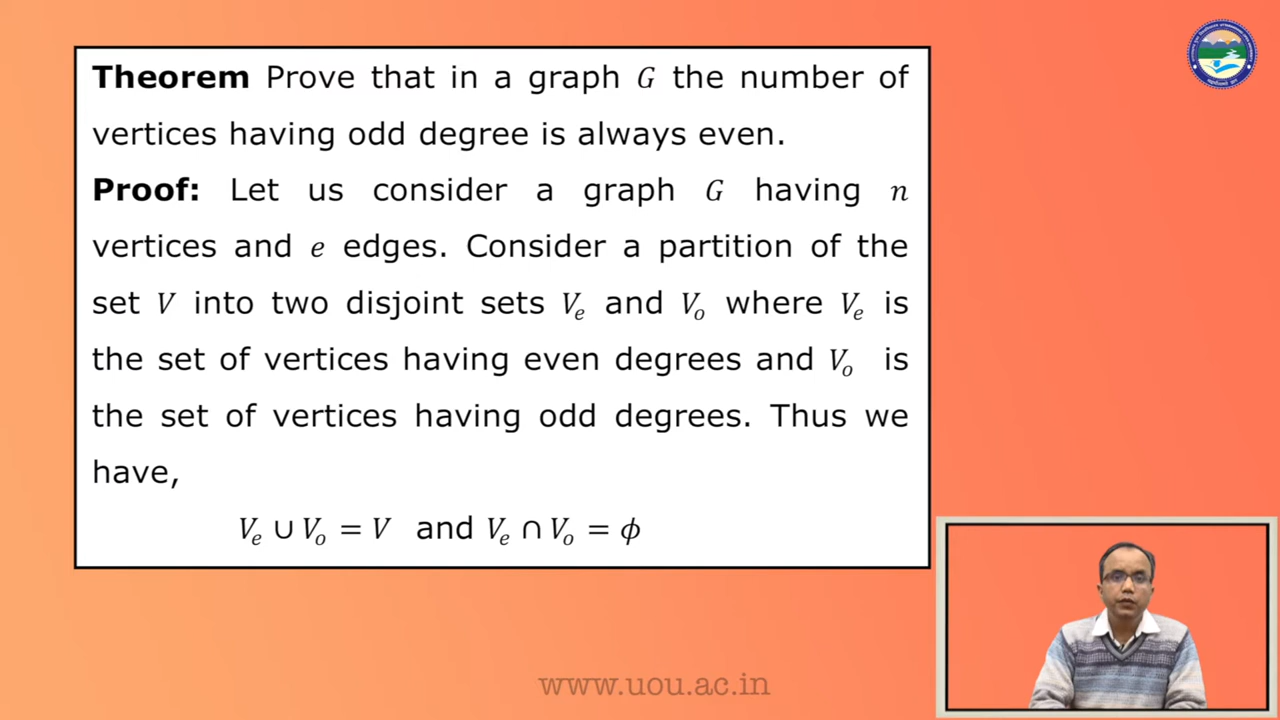 Theorem Prove that in a graph G the number of
vertices having odd degree is always even.
Proof: Let us consider a graph G having n
vertices and e edges. Consider a partition of the
set V into two disjoint sets Vₑ and Vₒ where Vₑ is
the set of vertices having even degrees and Vₒ is
the set of vertices having odd degrees. Thus we
have,
Vₑ ∪ Vₒ = V and Vₑ ∩ Vₒ = ϕ
www.uou.ac.in